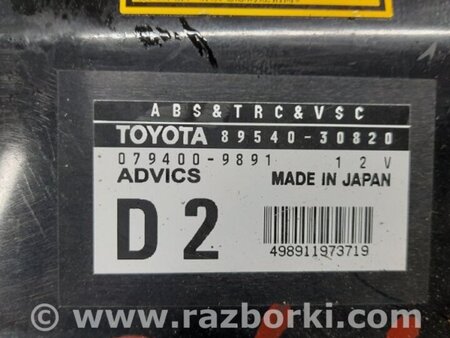 ABS&TRC&VSC
TOYOTA 89540-30820
079400-9891 12V
ADVICS MADE IN JAPAN
D2
498911973719
www.razborki.com